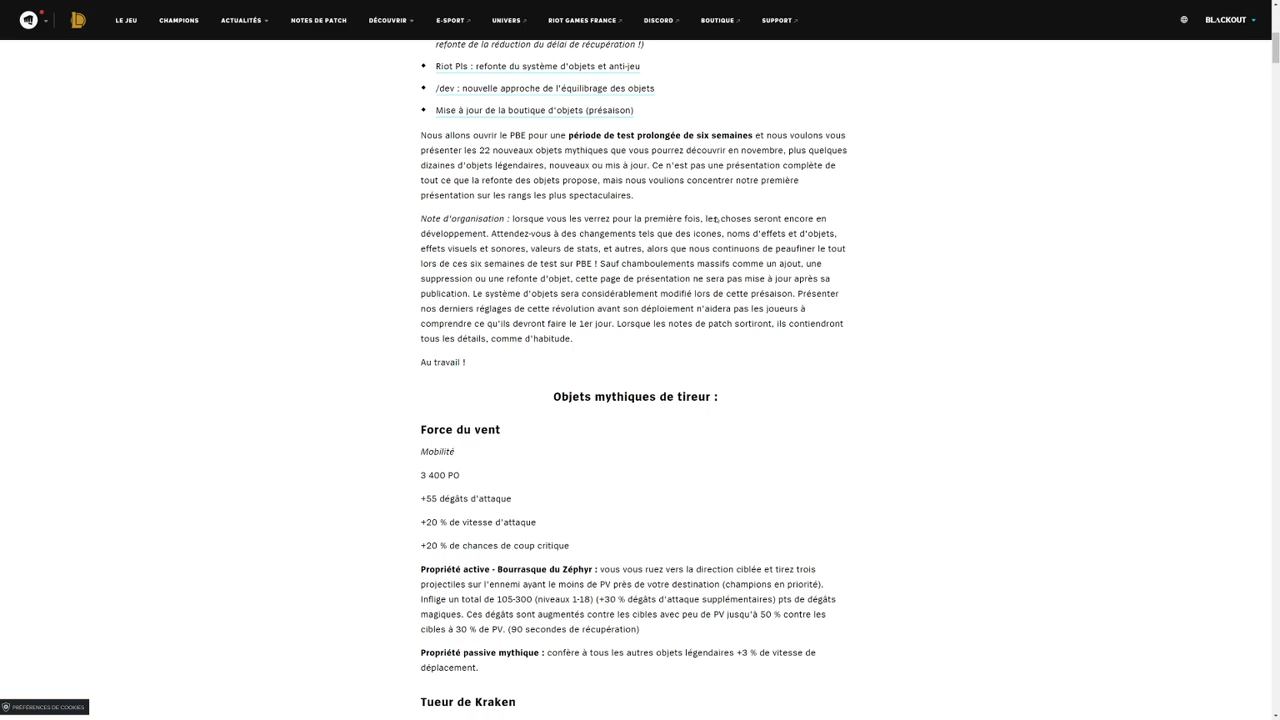 LE JEU CHAMPIONS ACTUALITÉS NOTES DE PATCH DÉCOUVRIR E-SPORT UNIVERS RIOT GAMES FRANCE DISCORD BOUTIQUE SUPPORT BLACKOUT
refonte de la réduction du délai de récupération !)
Riot Pls : refonte du système d'objets et anti-jeu
/dev : nouvelle approche de l'équilibrage des objets
Mise à jour de la boutique d'objets (présaison)
Nous allons ouvrir le PBE pour une période de test prolongée de six semaines et nous voulons vous
présenter les 22 nouveaux objets mythiques que vous pourrez découvrir en novembre, plus quelques
dizaines d'objets légendaires, nouveaux ou mis à jour. Ce n'est pas une présentation complète de
tout ce que la refonte des objets propose, mais nous voulions concentrer notre première
présentation sur les rangs les plus spectaculaires.
Note d'organisation : lorsque vous les verrez pour la première fois, les choses seront encore en
développement. Attendez-vous à des changements tels que des icones, noms d'effets et d'objets,
effets visuels et sonores, valeurs de stats, et autres, alors que nous continuons de peaufiner le tout
lors de ces six semaines de test sur PBE ! Sauf chamboulements massifs comme un ajout, une
suppression ou une refonte d'objet, cette page de présentation ne sera pas mise à jour après sa
publication. Le système d'objets sera considérablement modifié lors de cette présaison. Présenter
nos derniers réglages de cette révolution avant son déploiement n'aidera pas les joueurs à
comprendre ce qu'ils devront faire le 1er jour. Lorsque les notes de patch sortiront, ils contiendront
tous les détails, comme d'habitude.
Au travail !
Objets mythiques de tireur :
Force du vent
Mobilité
3 400 PO
+55 dégâts d'attaque
+20 % de vitesse d'attaque
+20 % de chances de coup critique
Propriété active - Bourrasque du Zéphyr : vous vous ruez vers la direction ciblée et tirez trois
projectiles sur l'ennemi ayant le moins de PV près de votre destination (champions en priorité).
Inflige un total de 105-300 (niveaux 1-18) (+30 % dégâts d'attaque supplémentaires) pts de dégâts
magiques. Ces dégâts sont augmentés contre les cibles avec peu de PV jusqu'à 50 % contre les
cibles à 30 % de PV. (90 secondes de récupération)
Propriété passive mythique : confère à tous les autres objets légendaires +3 % de vitesse de
déplacement.
Tueur de Kraken
PRÉFÉRENCES DE COOKIES